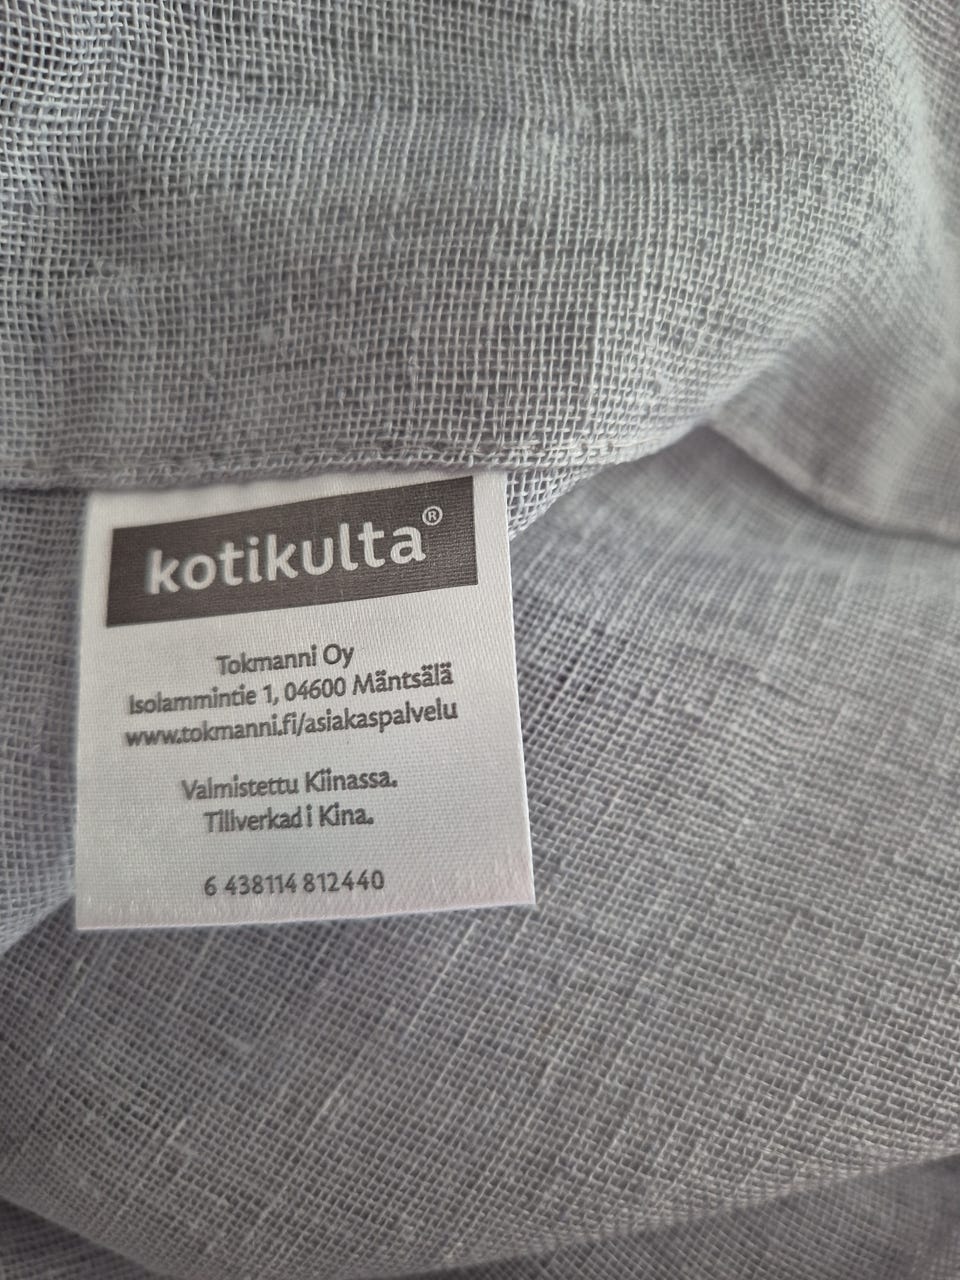 kotikulta®
Tokmanni Oy
Isolammintie 1, 04600 Mäntsälä
www.tokmanni.fi/asiakaspalvelu
Valmistettu Kiinassa.
Tillverkad i Kina.
6 438114 812440